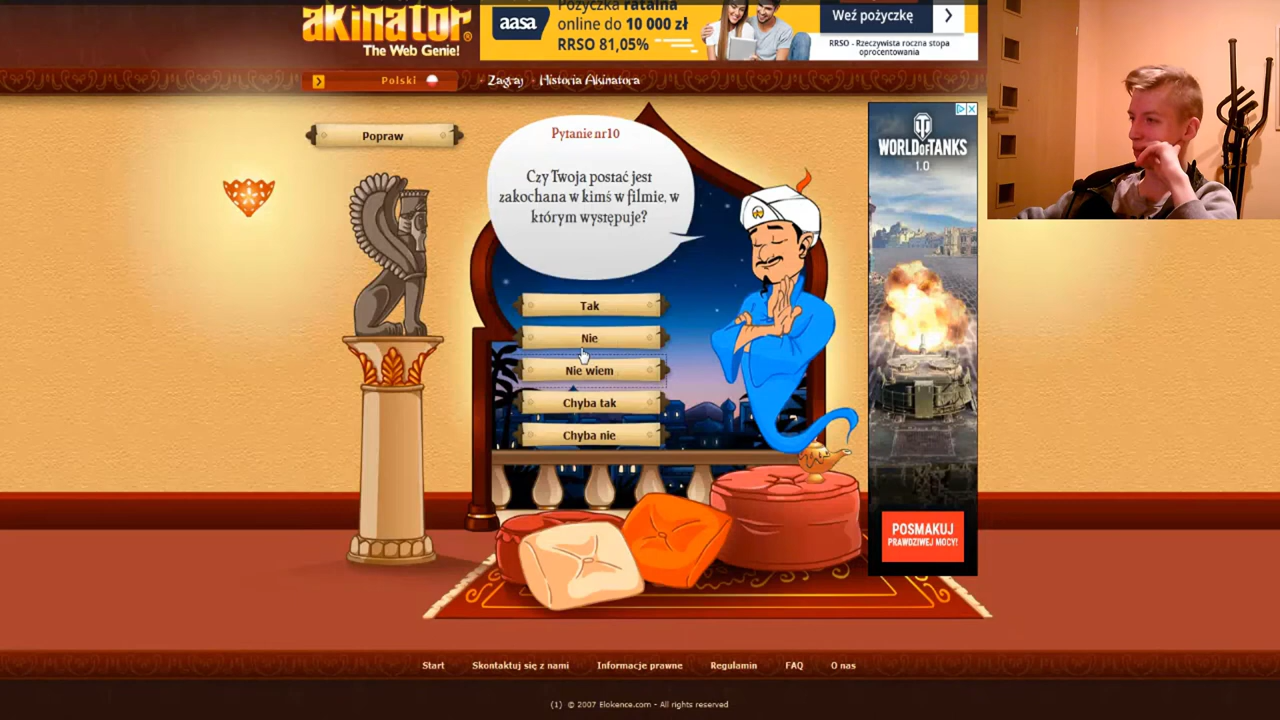 akinator®
The Web Genie!
aasa
Pożyczka ratalna
online do 10 000 zł
RRSO 81,05%
Weź pożyczkę
RRSO - Rzeczywista roczna stopa
oprocentowania
Polski
Zagraj
Historia Akinatora
Popraw
Pytanie nr10
Czy Twoja postać jest
zakochana w kimś w filmie, w
którym występuje?
Tak
Nie
Nie wiem
Chyba tak
Chyba nie
WORLD OF TANKS
1.0
POSMAKUJ
PRAWDZIWEJ MOCY!
Start
Skontaktuj się z nami
Informacje prawne
Regulamin
FAQ
O nas
(1) © 2007 Elokence.com - All rights reserved